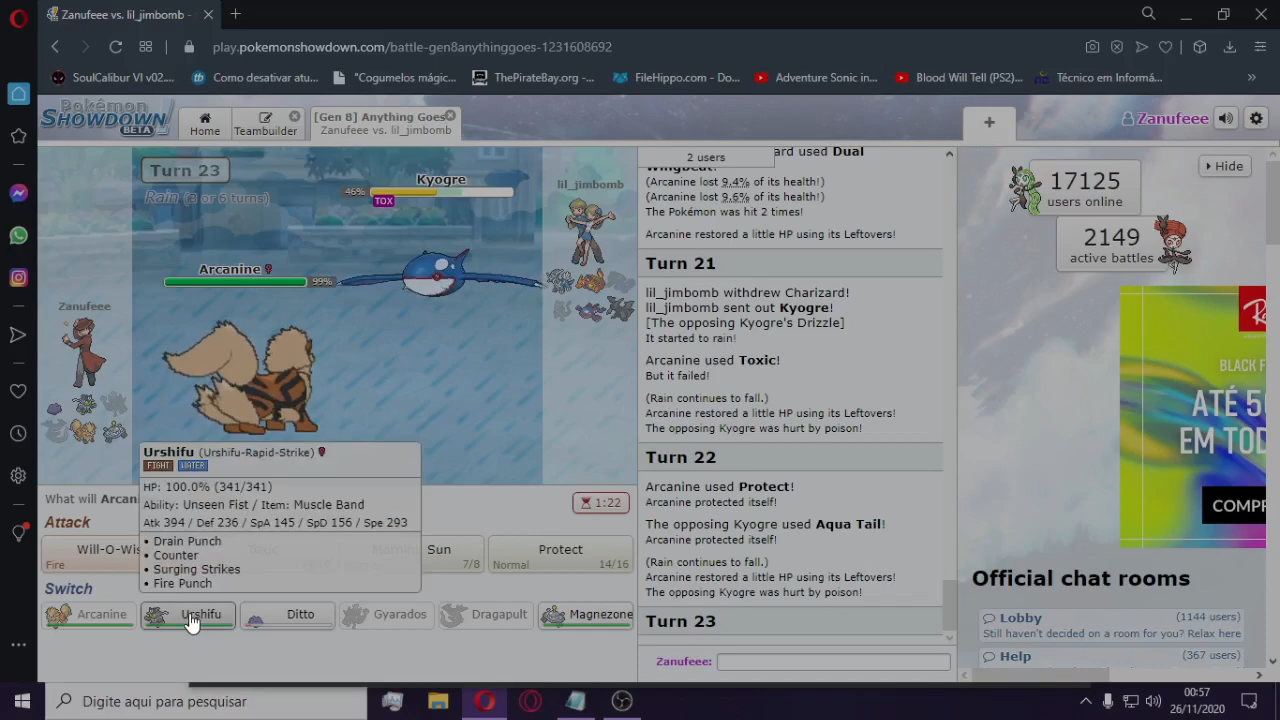 Zanufeee vs. lil_jimbomb -
play.pokemonshowdown.com/battle-gen8anythinggoes-1231608692
SoulCalibur VI v02....
Como desativar atu...
"Cogumelos mágic...
ThePirateBay.org -...
FileHippo.com - Do...
Adventure Sonic in...
Blood Will Tell (PS2)...
Técnico em Informá...
»
Pokémon
SHOWDOWN
BETA
Home
Teambuilder
[Gen 8] Anything Goes
Zanufeee vs. lil_jimbomb
Zanufeee
Turn 23
Rain (3 or 6 turns)
Kyogre
46%
TOX
lil_jimbomb
Arcanine
99%
Zanufeee
Urshifu (Urshifu-Rapid-Strike)
FIGHT WATER
HP: 100.0% (341/341)
Ability: Unseen Fist / Item: Muscle Band
Atk 394 / Def 236 / SpA 145 / SpD 156 / Spe 293
• Drain Punch
• Counter
• Surging Strikes
• Fire Punch
What will Arcan
1:22
Attack
Will-O-Wis
Fire
Sun
7/8
Protect
Normal 14/16
Switch
Arcanine
Urshifu
Ditto
Gyarados
Dragapult
Magnezone
2 users
ard used Dual
Wingbeat!
(Arcanine lost 9.4% of its health!)
(Arcanine lost 9.6% of its health!)
The Pokémon was hit 2 times!
Arcanine restored a little HP using its Leftovers!
Turn 21
lil_jimbomb withdrew Charizard!
lil_jimbomb sent out Kyogre!
[The opposing Kyogre's Drizzle]
It started to rain!
Arcanine used Toxic!
But it failed!
(Rain continues to fall.)
Arcanine restored a little HP using its Leftovers!
The opposing Kyogre was hurt by poison!
Turn 22
Arcanine used Protect!
Arcanine protected itself!
The opposing Kyogre used Aqua Tail!
Arcanine protected itself!
(Rain continues to fall.)
Arcanine restored a little HP using its Leftovers!
The opposing Kyogre was hurt by poison!
Turn 23
Zanufeee:
17125
users online
2149
active battles
Hide
BLACK F
ATÉ 50
EM TOD
COMPR
Official chat rooms
Lobby
(1144 users)
Still haven't decided on a room for you? Relax here
Help
(367 users)
Digite aqui para pesquisar
00:57
26/11/2020